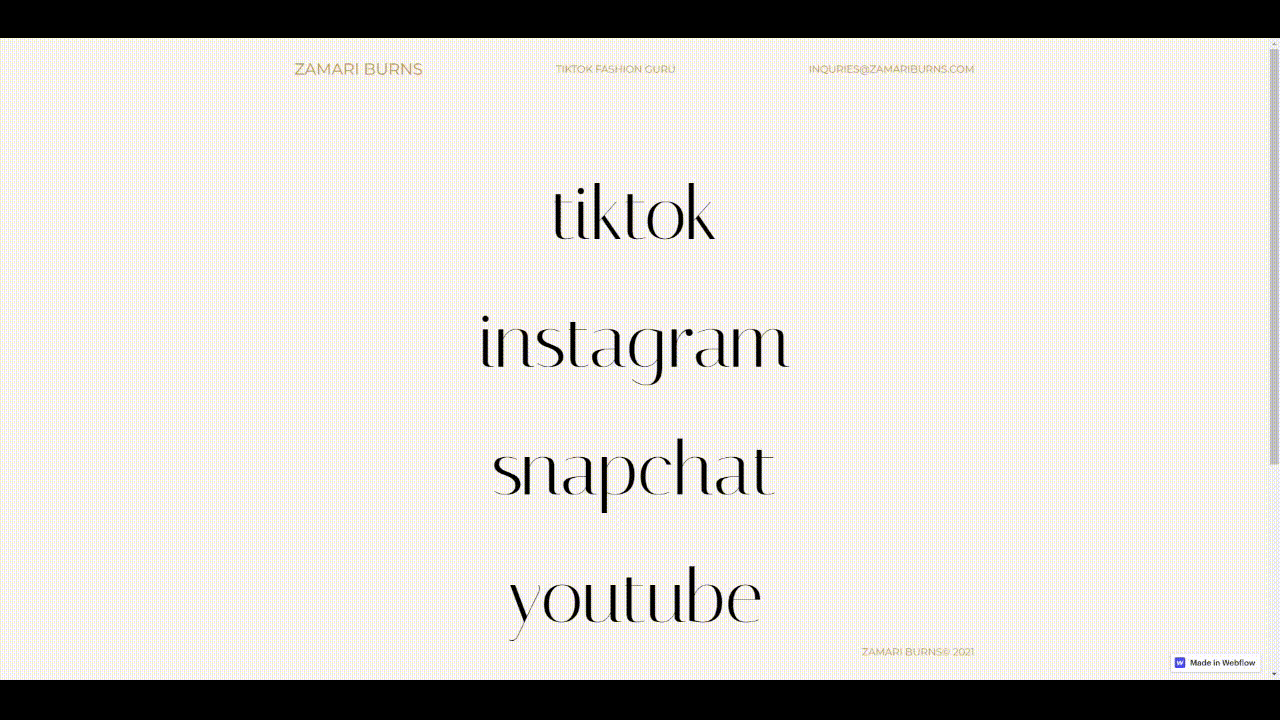 ZAMARI BURNS
TIKTOK FASHION GURU
INQURIES@ZAMARIBURNS.COM
tiktok
instagram
snapchat
youtube
ZAMARI BURNS© 2021
W Made in Webflow